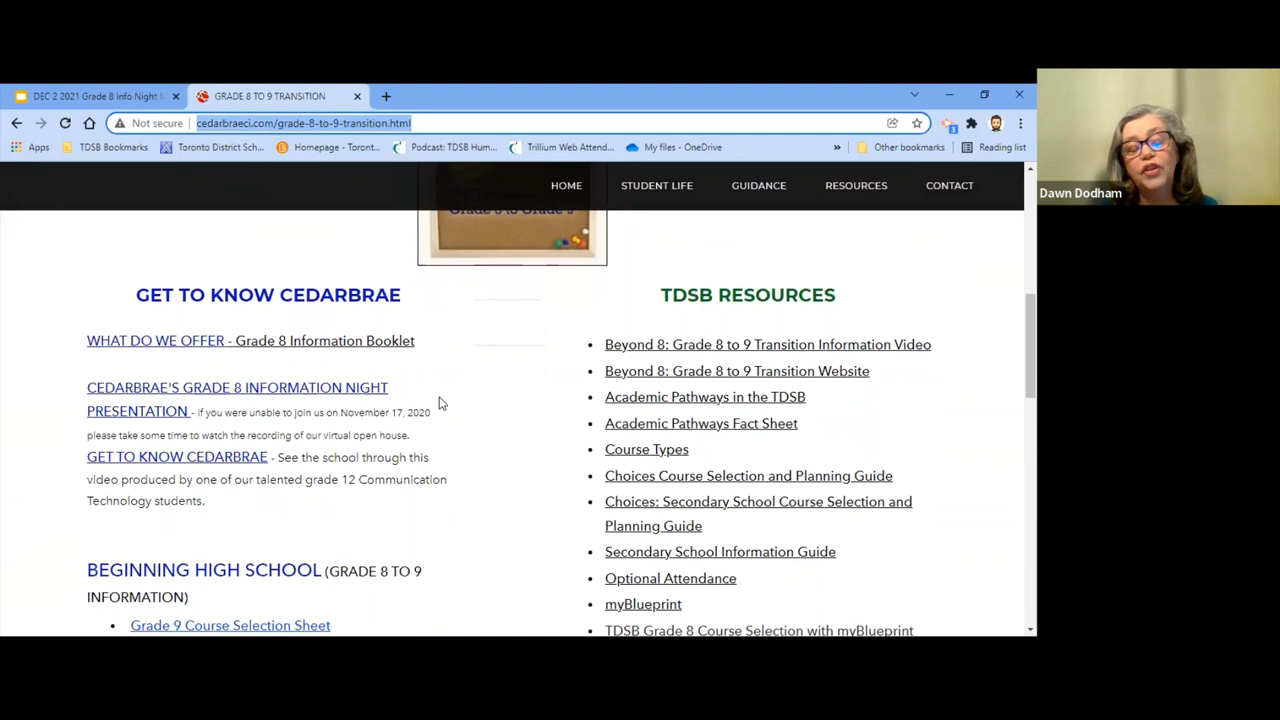 DEC 2 2021 Grade 8 Info Night
GRADE 8 TO 9 TRANSITION
Not secure
cedarbraeci.com/grade-8-to-9-transition.html
Apps
TDSB Bookmarks
Toronto District Sch...
Homepage - Toront...
Podcast: TDSB Hum...
Trillium Web Attend...
My files - OneDrive
»
Other bookmarks
Reading list
HOME
STUDENT LIFE
GUIDANCE
RESOURCES
CONTACT
Dawn Dodham
GET TO KNOW CEDARBRAE
WHAT DO WE OFFER - Grade 8 Information Booklet
CEDARBRAE'S GRADE 8 INFORMATION NIGHT
PRESENTATION - if you were unable to join us on November 17, 2020
please take some time to watch the recording of our virtual open house.
GET TO KNOW CEDARBRAE - See the school through this
video produced by one of our talented grade 12 Communication
Technology students.
BEGINNING HIGH SCHOOL (GRADE 8 TO 9
INFORMATION)
• Grade 9 Course Selection Sheet
TDSB RESOURCES
• Beyond 8: Grade 8 to 9 Transition Information Video
• Beyond 8: Grade 8 to 9 Transition Website
• Academic Pathways in the TDSB
• Academic Pathways Fact Sheet
• Course Types
• Choices Course Selection and Planning Guide
• Choices: Secondary School Course Selection and
Planning Guide
• Secondary School Information Guide
• Optional Attendance
• myBlueprint
• TDSB Grade 8 Course Selection with myBlueprint